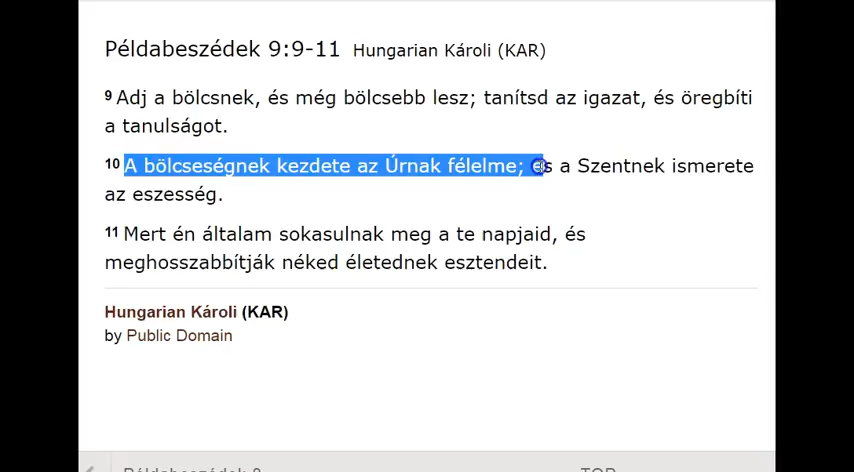 Példabeszédek 9:9-11 Hungarian Károli (KAR)
9 Adj a bölcsnek, és még bölcsebb lesz; tanítsd az igazat, és öregbíti
a tanulságot.
10 A bölcseségnek kezdete az Úrnak félelme; és a Szentnek ismerete
az eszesség.
11 Mert én általam sokasulnak meg a te napjaid, és
meghosszabbítják néked életednek esztendeit.
Hungarian Károli (KAR)
by Public Domain
Példabeszédek 8 TOP